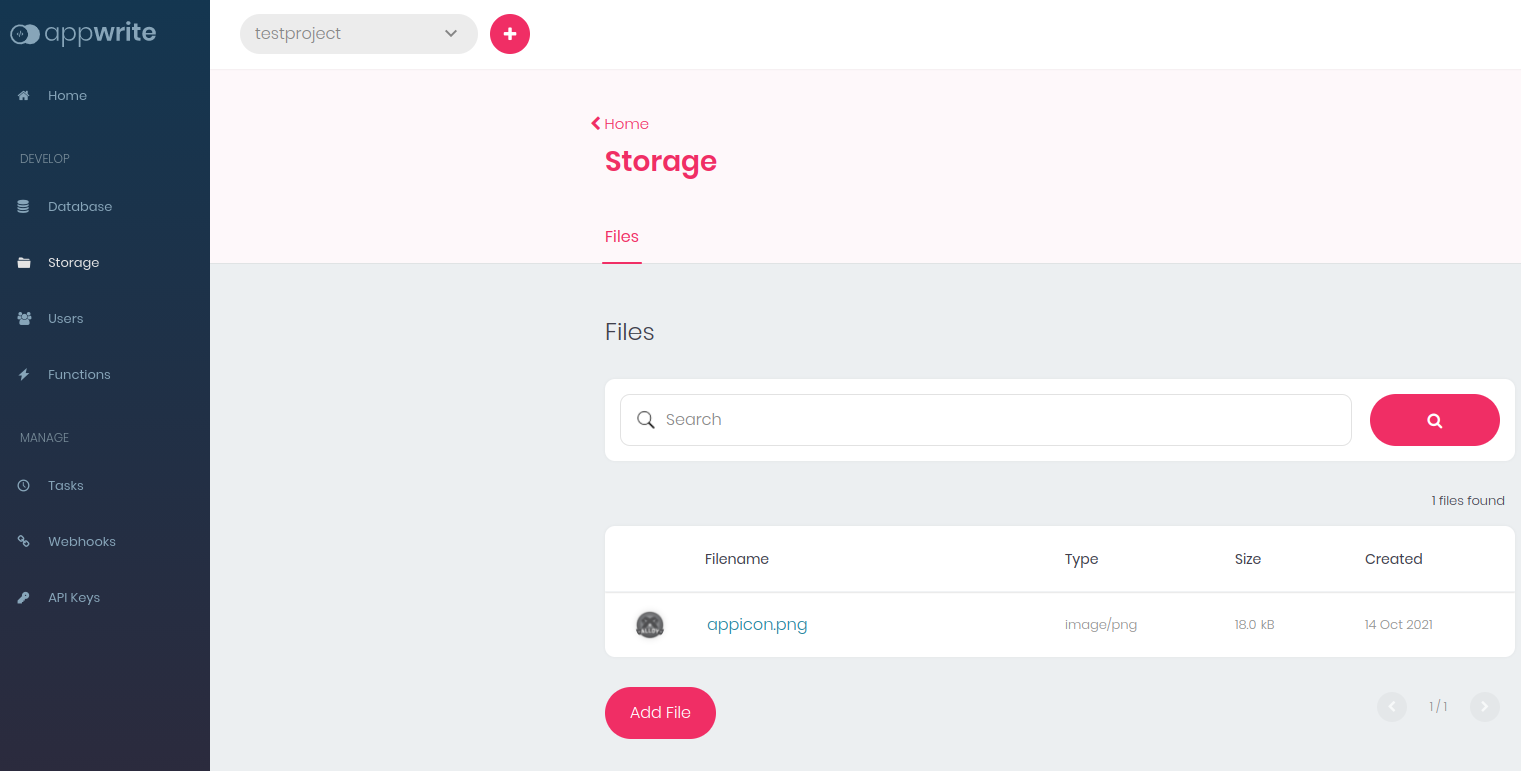 appwrite
testproject
Home
DEVELOP
Database
Storage
Users
Functions
MANAGE
Tasks
Webhooks
API Keys
Home
Storage
Files
Files
Search
1 files found
Filename Type Size Created
appicon.png image/png 18.0 kB 14 Oct 2021
Add File
1 / 1